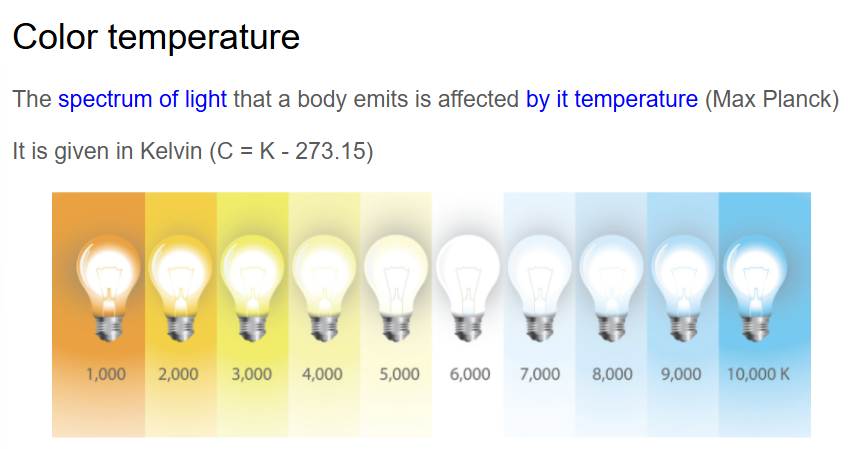 Color temperature
The spectrum of light that a body emits is affected by it temperature (Max Planck)
It is given in Kelvin (C = K - 273.15)
1,000 2,000 3,000 4,000 5,000 6,000 7,000 8,000 9,000 10,000 K